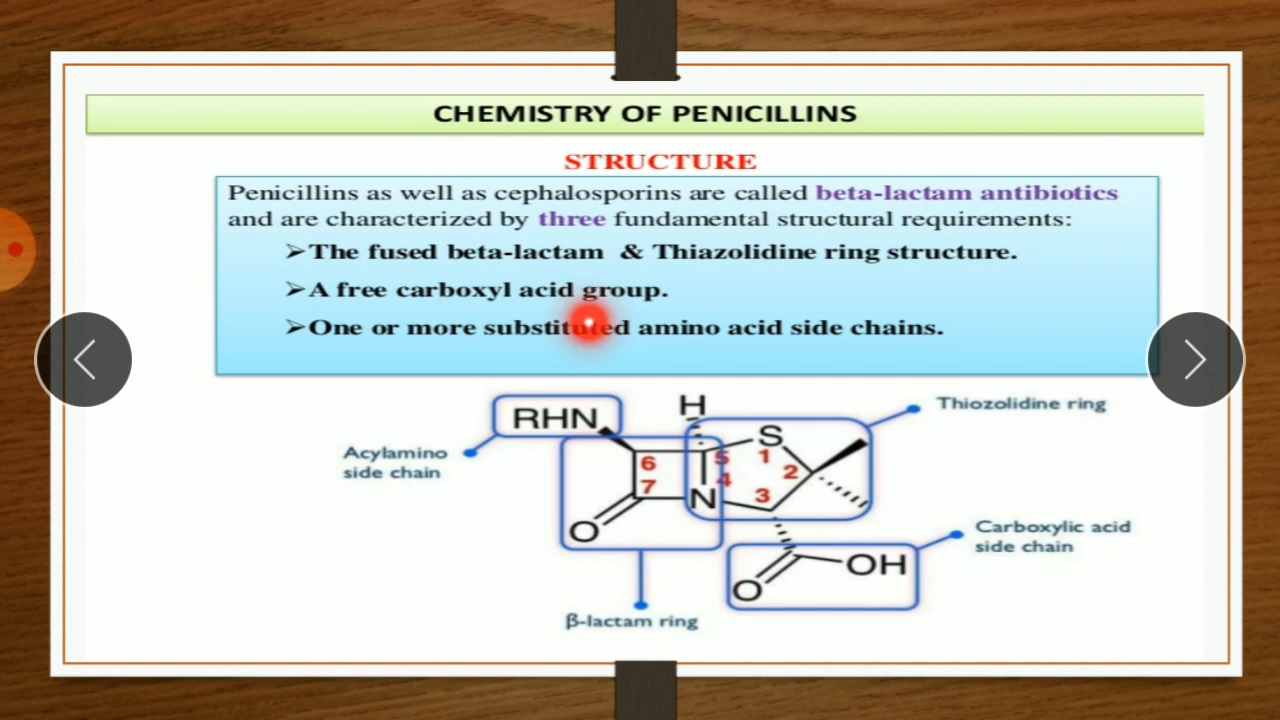 CHEMISTRY OF PENICILLINS
STRUCTURE
Penicillins as well as cephalosporins are called beta-lactam antibiotics
and are characterized by three fundamental structural requirements:
➢The fused beta-lactam & Thiazolidine ring structure.
➢A free carboxyl acid group.
➢One or more substituted amino acid side chains.
H
RHN
Thiozolidine ring
S
Acylamino
side chain
6
5
1
2
7
4
3
N
O
Carboxylic acid
side chain
OH
O
β-lactam ring